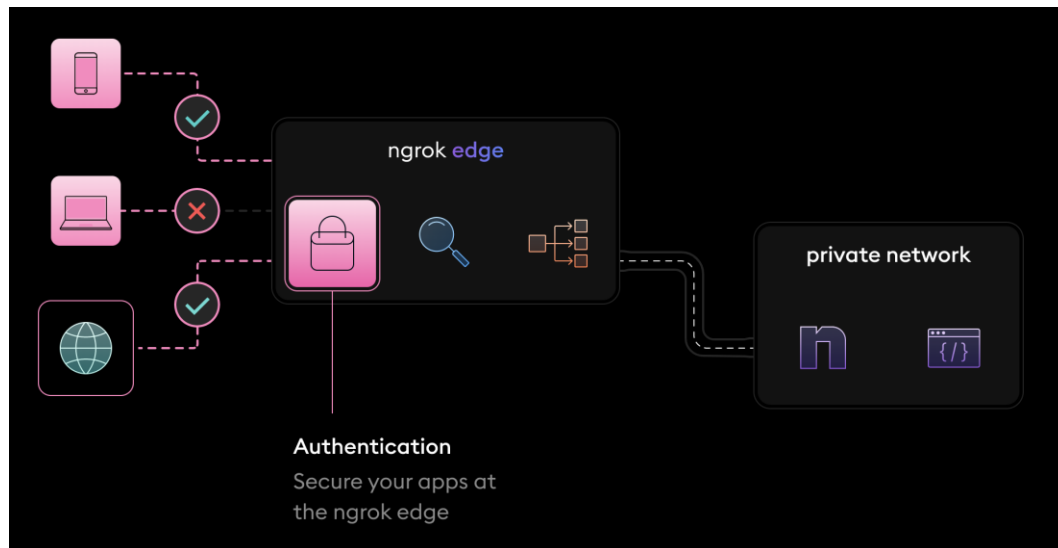 ngrok edge
private network
n
{/}
Authentication
Secure your apps at
the ngrok edge